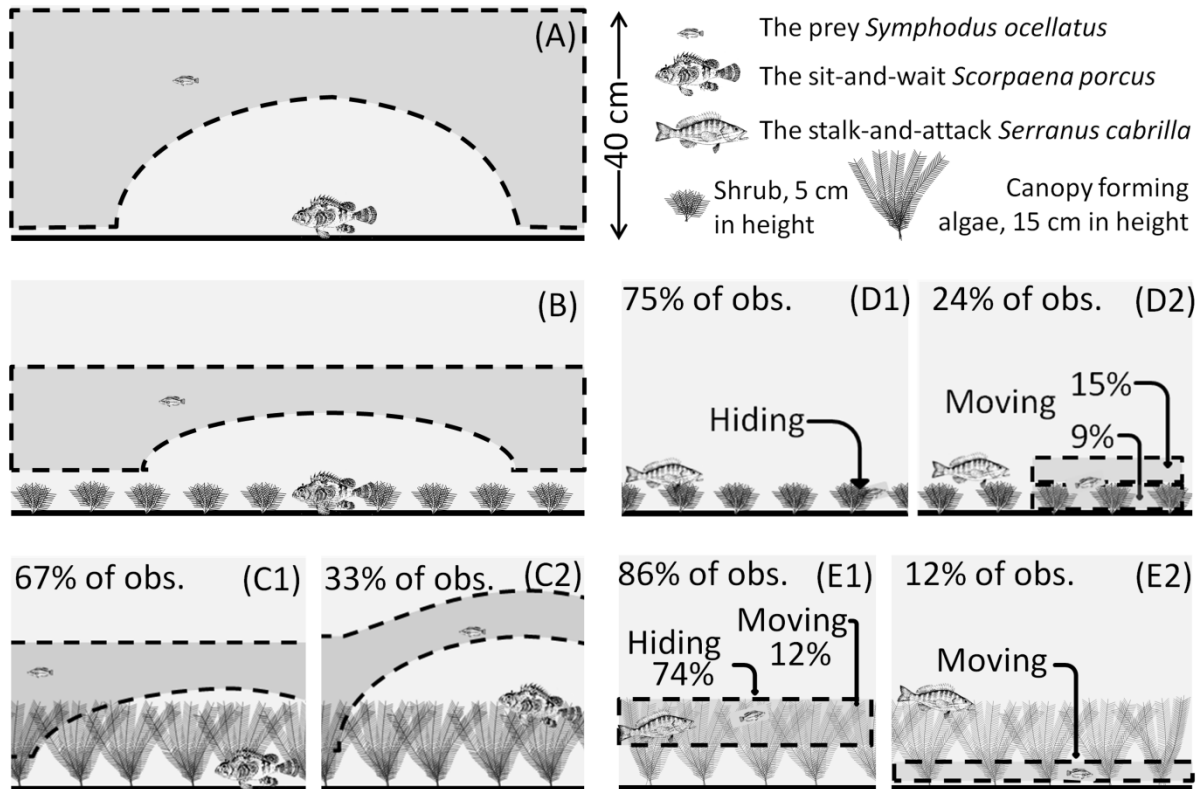 (A)
40 cm
The prey Symphodus ocellatus
The sit-and-wait Scorpaena porcus
The stalk-and-attack Serranus cabrilla
Shrub, 5 cm
in height
Canopy forming
algae, 15 cm in height
(B)
75% of obs.
(D1)
Hiding
24% of obs.
(D2)
Moving
15%
9%
67% of obs.
(C1)
33% of obs.
(C2)
86% of obs.
(E1)
Hiding
74%
Moving
12%
12% of obs.
(E2)
Moving